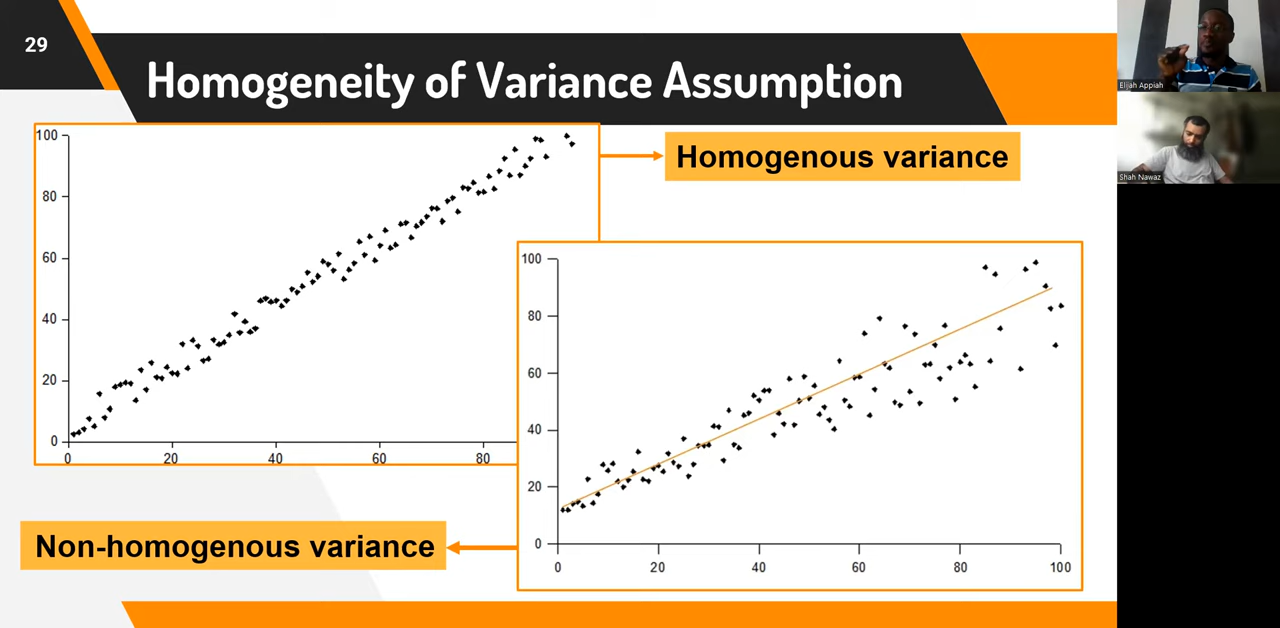 29
Homogeneity of Variance Assumption
Elijah Appiah
Shah Nawaz
Homogenous variance
100
80
60
40
20
0
0 20 40 60 80
100
80
60
40
20
0
0 20 40 60 80 100
Non-homogenous variance